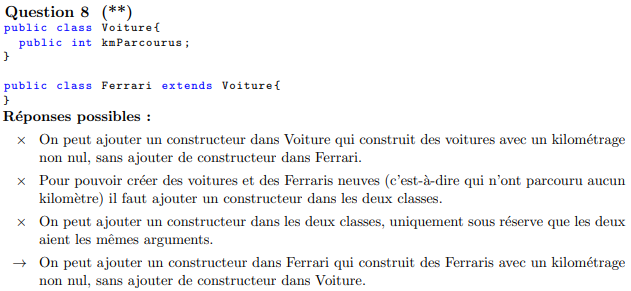 Question 8 (**)
public class Voiture{
public int kmParcourus;
}
public class Ferrari extends Voiture{
}
Réponses possibles :
× On peut ajouter un constructeur dans Voiture qui construit des voitures avec un kilométrage
non nul, sans ajouter de constructeur dans Ferrari.
× Pour pouvoir créer des voitures et des Ferraris neuves (c'est-à-dire qui n'ont parcouru aucun
kilomètre) il faut ajouter un constructeur dans les deux classes.
× On peut ajouter un constructeur dans les deux classes, uniquement sous réserve que les deux
aient les mêmes arguments.
→ On peut ajouter un constructeur dans Ferrari qui construit des Ferraris avec un kilométrage
non nul, sans ajouter de constructeur dans Voiture.